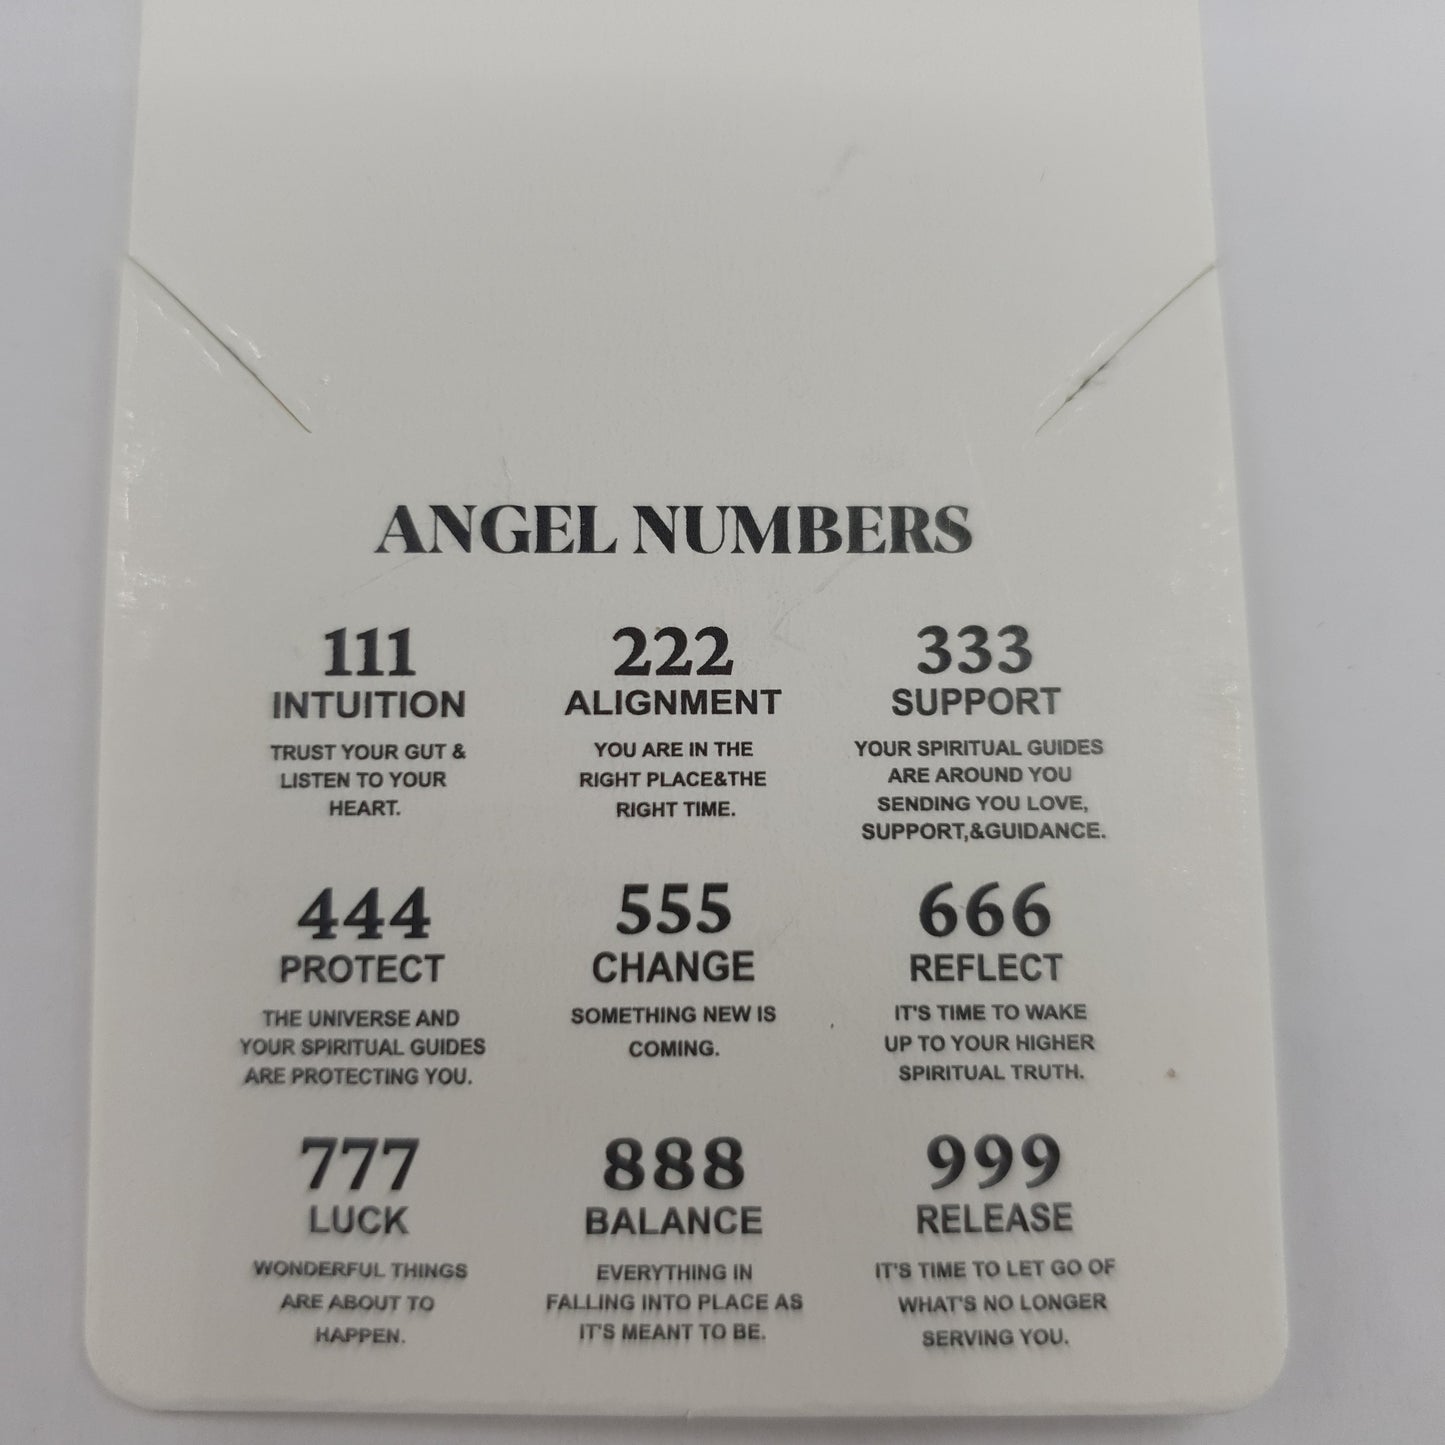 ANGEL NUMBERS
111
INTUITION
TRUST YOUR GUT &
LISTEN TO YOUR
HEART.
222
ALIGNMENT
YOU ARE IN THE
RIGHT PLACE&THE
RIGHT TIME.
333
SUPPORT
YOUR SPIRITUAL GUIDES
ARE AROUND YOU
SENDING YOU LOVE,
SUPPORT,&GUIDANCE.
444
PROTECT
THE UNIVERSE AND
YOUR SPIRITUAL GUIDES
ARE PROTECTING YOU.
555
CHANGE
SOMETHING NEW IS
COMING.
666
REFLECT
IT'S TIME TO WAKE
UP TO YOUR HIGHER
SPIRITUAL TRUTH.
777
LUCK
WONDERFUL THINGS
ARE ABOUT TO
HAPPEN.
888
BALANCE
EVERYTHING IN
FALLING INTO PLACE AS
IT'S MEANT TO BE.
999
RELEASE
IT'S TIME TO LET GO OF
WHAT'S NO LONGER
SERVING YOU.